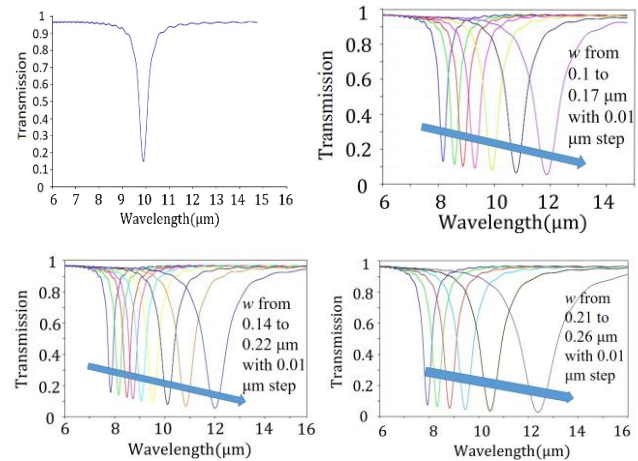 Transmission
1.1
1
0.9
0.8
0.7
0.6
0.5
0.4
0.3
0.2
0.1
0
6 7 8 9 10 11 12 13 14 15 16
Wavelength(μm)
Transmission
1
0.8
0.6
0.4
0.2
0
w from
0.1 to
0.17 μm
with 0.01
μm step
6 8 10 12 14
Wavelength(μm)
Transmission
1
0.8
0.6
0.4
0.2
0
w from
0.14 to
0.22 μm
with 0.01
μm step
6 8 10 12 14 16
Wavelength(μm)
Transmission
1
0.8
0.6
0.4
0.2
0
w from
0.21 to
0.26 μm
with 0.01
μm step
6 8 10 12 14 16
Wavelength(μm)